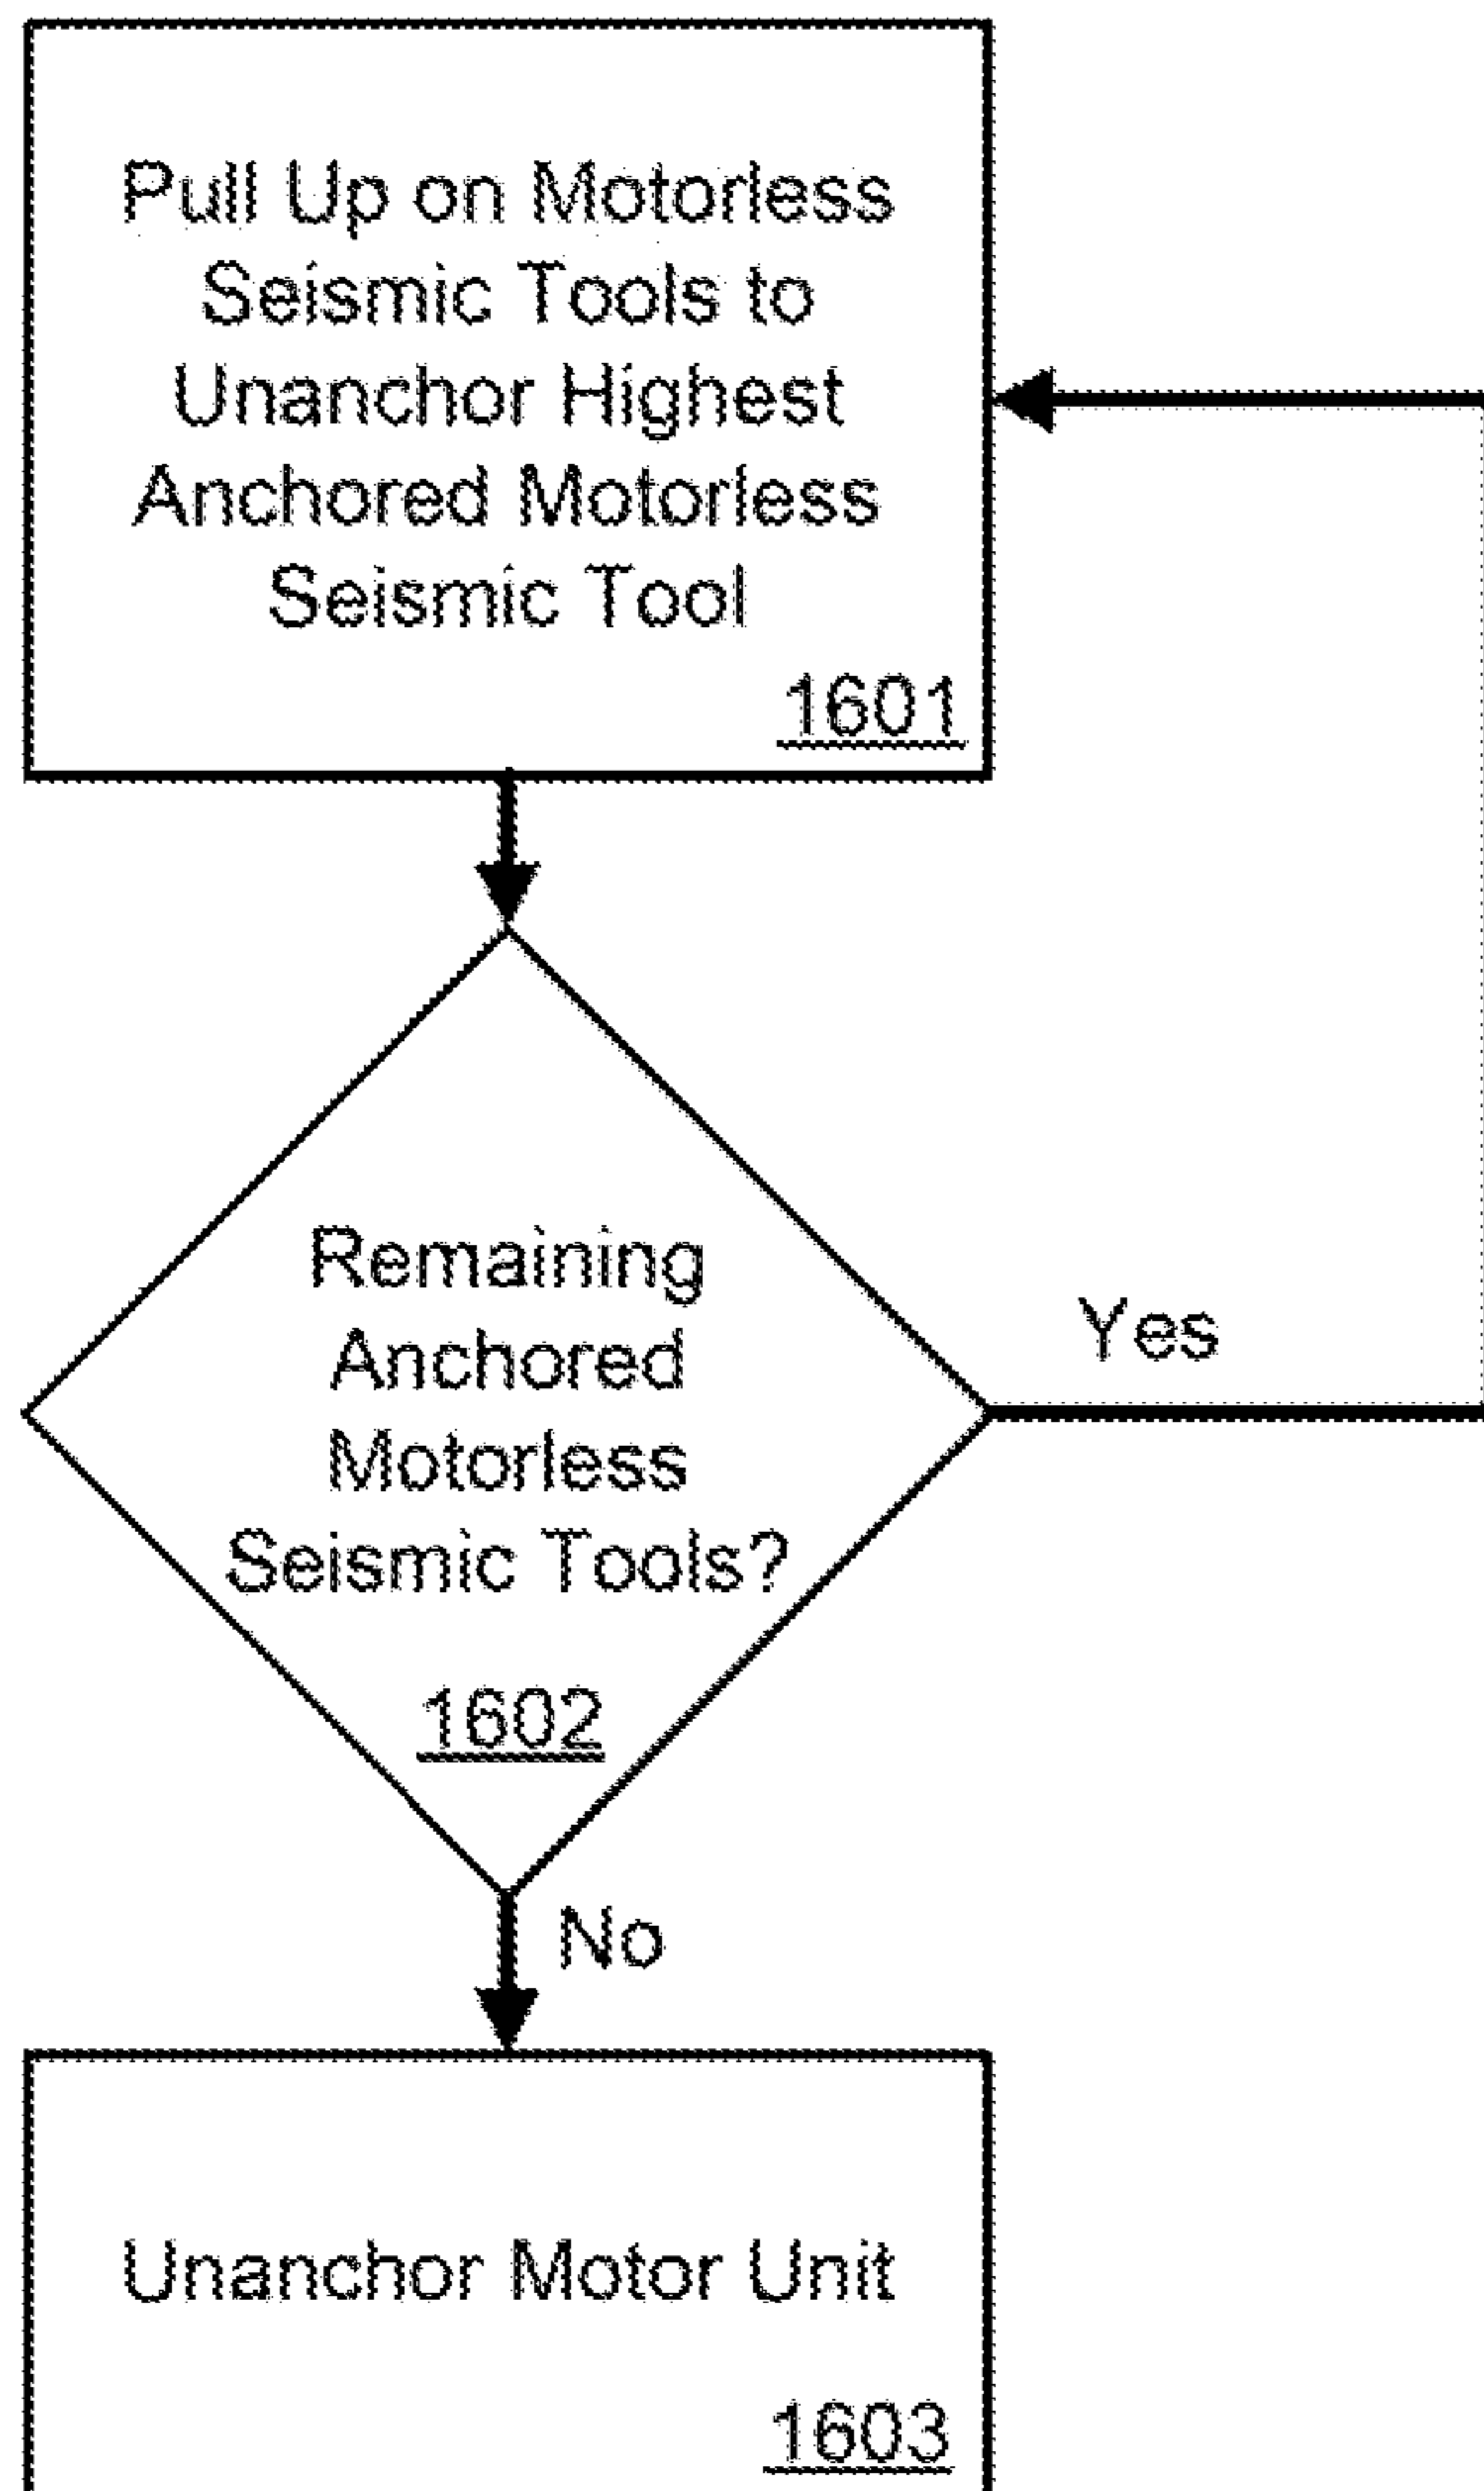 Pull Up on Motorless
Seismic Tools to
Unanchor Highest
Anchored Motorless
Seismic Tool
1601
Remaining
Anchored
Motorless
Seismic Tools?
1602
Yes
No
Unanchor Motor Unit
1603